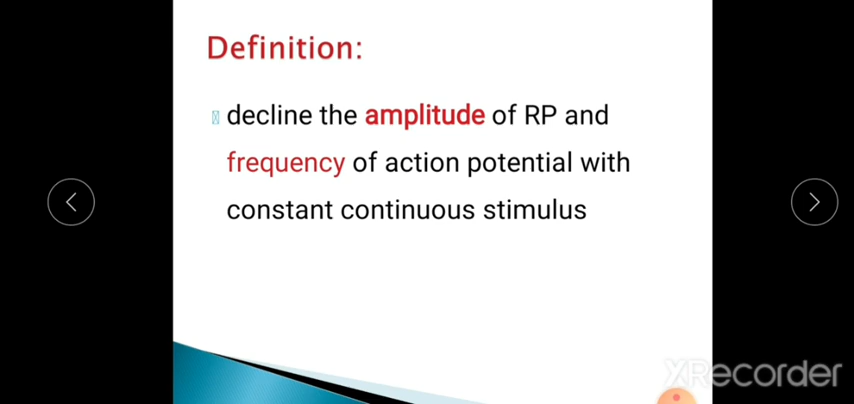 Definition:
decline the amplitude of RP and
frequency of action potential with
constant continuous stimulus
XRecorder